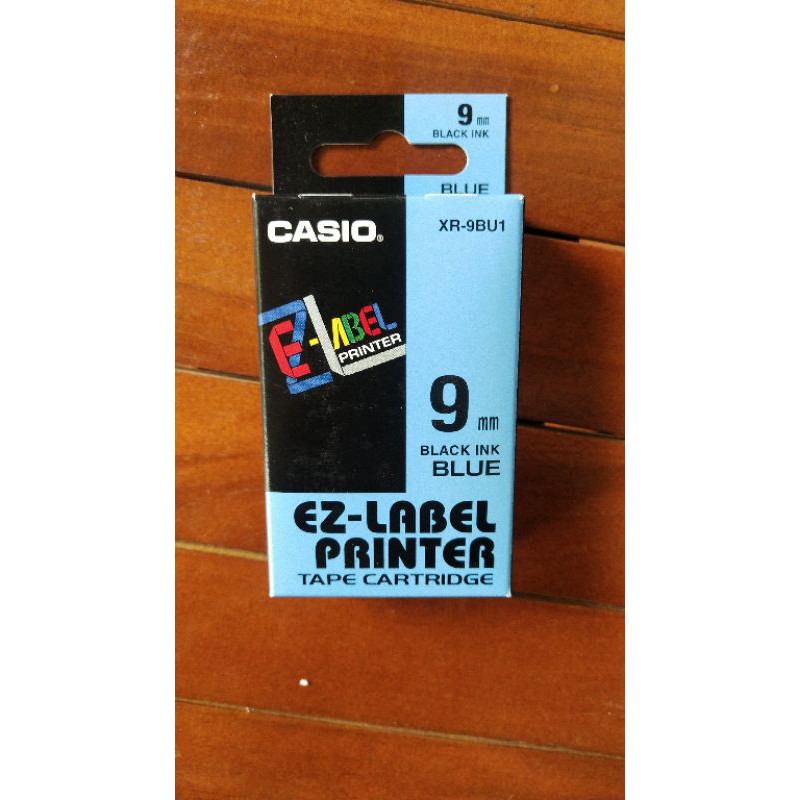 9 mm
BLACK INK
BLUE
CASIO®
XR-9BU1
EZ-LABEL
PRINTER
9 mm
BLACK INK
BLUE
EZ-LABEL
PRINTER
TAPE CARTRIDGE